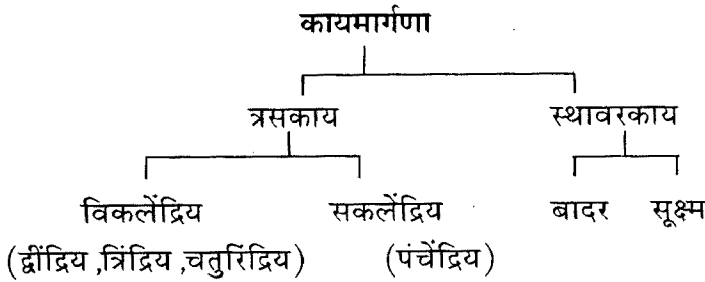 कायमार्गणा
त्रसकाय स्थावरकाय
विकलेंद्रिय सकलेंद्रिय बादर सूक्ष्म
(द्वींद्रिय ,त्रिंद्रिय ,चतुरिंद्रिय) (पंचेंद्रिय)